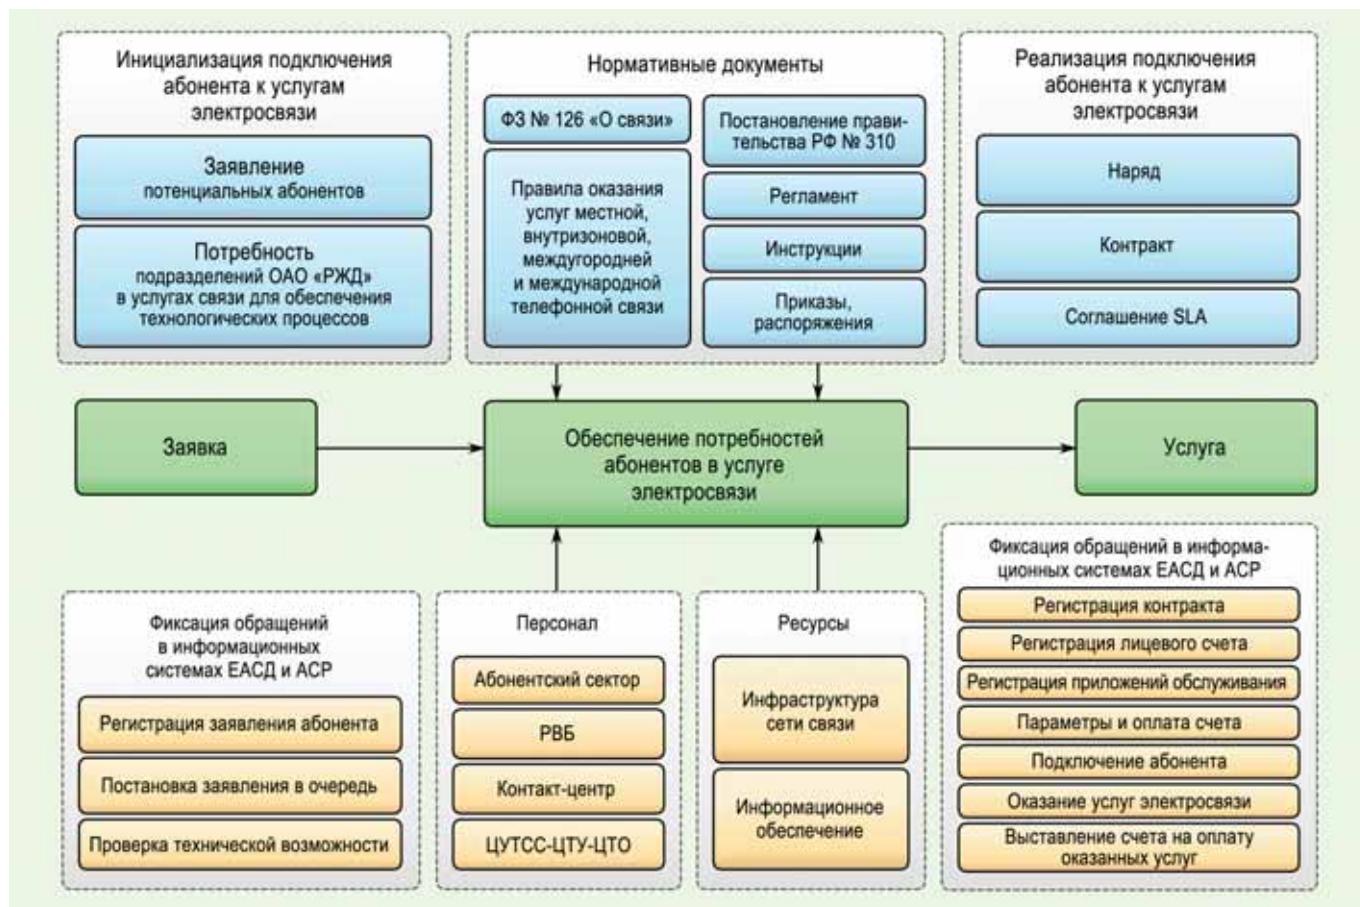 Инициализация подключения
абонента к услугам
электросвязи
Заявление
потенциальных абонентов
Потребность
подразделений ОАО «РЖД»
в услугах связи для обеспечения
технологических процессов
Нормативные документы
ФЗ № 126 «О связи»
Правила оказания
услуг местной,
внутризоновой,
междугородней
и международной
телефонной связи
Постановление прави-
тельства РФ № 310
Регламент
Инструкции
Приказы,
распоряжения
Реализация подключения
абонента к услугам
электросвязи
Наряд
Контракт
Соглашение SLA
Заявка
Обеспечение потребностей
абонентов в услуге
электросвязи
Услуга
Фиксация обращений
в информационных
системах ЕАСД и АСР
Регистрация заявления абонента
Постановка заявления в очередь
Проверка технической возможности
Персонал
Абонентский сектор
РВБ
Контакт-центр
ЦУТСС-ЦТУ-ЦТО
Ресурсы
Инфраструктура
сети связи
Информационное
обеспечение
Фиксация обращений в информа-
ционных системах ЕАСД и АСР
Регистрация контракта
Регистрация лицевого счета
Регистрация приложений обслуживания
Параметры и оплата счета
Подключение абонента
Оказание услуг электросвязи
Выставление счета на оплату
оказанных услуг